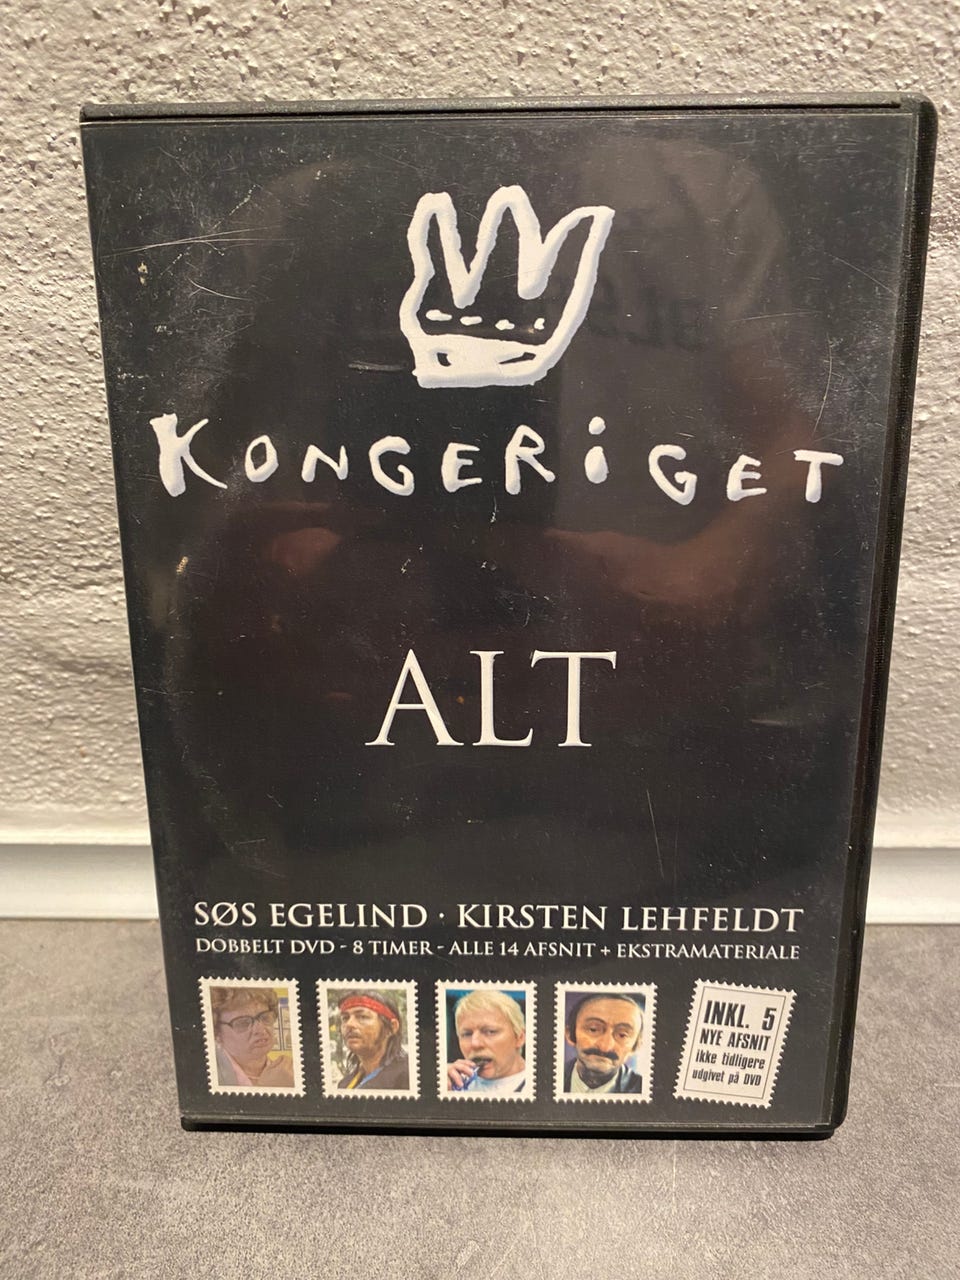 KONGERiGET
ALT
SØS EGELIND · KIRSTEN LEHFELDT
DOBBELT DVD - 8 TIMER - ALLE 14 AFSNIT + EKSTRAMATERIALE
INKL. 5
NYE AFSNIT
ikke tidligere
udgivet på DVD